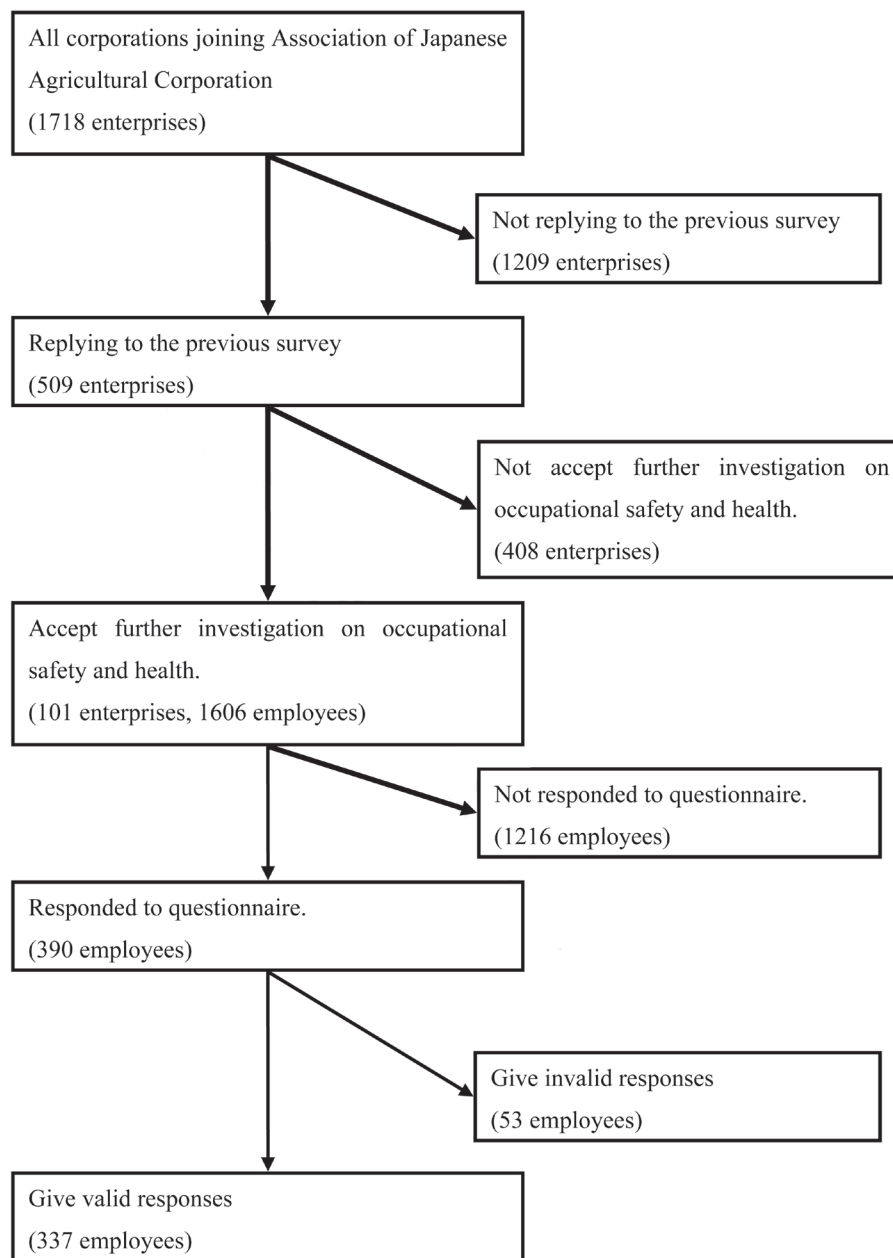 All corporations joining Association of Japanese
Agricultural Corporation
(1718 enterprises)
Not replying to the previous survey
(1209 enterprises)
Replying to the previous survey
(509 enterprises)
Not accept further investigation on
occupational safety and health.
(408 enterprises)
Accept further investigation on occupational
safety and health.
(101 enterprises, 1606 employees)
Not responded to questionnaire.
(1216 employees)
Responded to questionnaire.
(390 employees)
Give invalid responses
(53 employees)
Give valid responses
(337 employees)